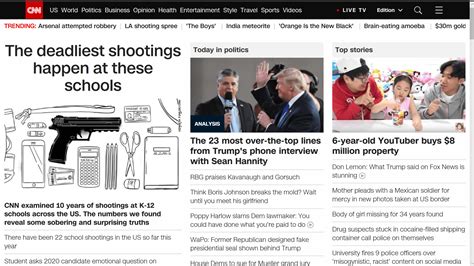 CNN US World Politics Business Health Entertainment Style Travel Sports Videos LIVE TV Edition
TRENDING: Arsenal attempted robbery | LA shooting spree | 'The Boys' | India meteorite | 'Orange Is the New Black' | Brain-eating amoeba | $30m gol
The deadliest shootings
happen at these
schools
CNN examined 10 years of shootings at K-12
schools across the US. The numbers we found
reveal some sobering and surprising truths
There have been 22 school shootings in the US so far this
year
Student asks 2020 candidate emotional question on
Today in politics
ANALYSIS
The 23 most over-the-top lines
from Trump's phone interview
with Sean Hannity
RBG praises Kavanaugh and Gorsuch
Think Boris Johnson breaks the mold? Wait
until you meet his girlfriend
Poppy Harlow slams Dem lawmaker: You
could have done what you're paid to do
WaPo: Former Republican designed fake
presidential seal shown behind Trump
House Dems to sue for McGahn under
Top stories
6-year-old YouTuber buys $8
million property
Don Lemon: What Trump said on Fox News is
stunning
Mother pleads with a Mexican soldier for
mercy in new photos taken at US border
Body of girl missing for 34 years found
Drug suspects stuck in cocaine-filled shipping
container call police on themselves
University fires 9 police officers over
'misogynistic, racist' content on social media